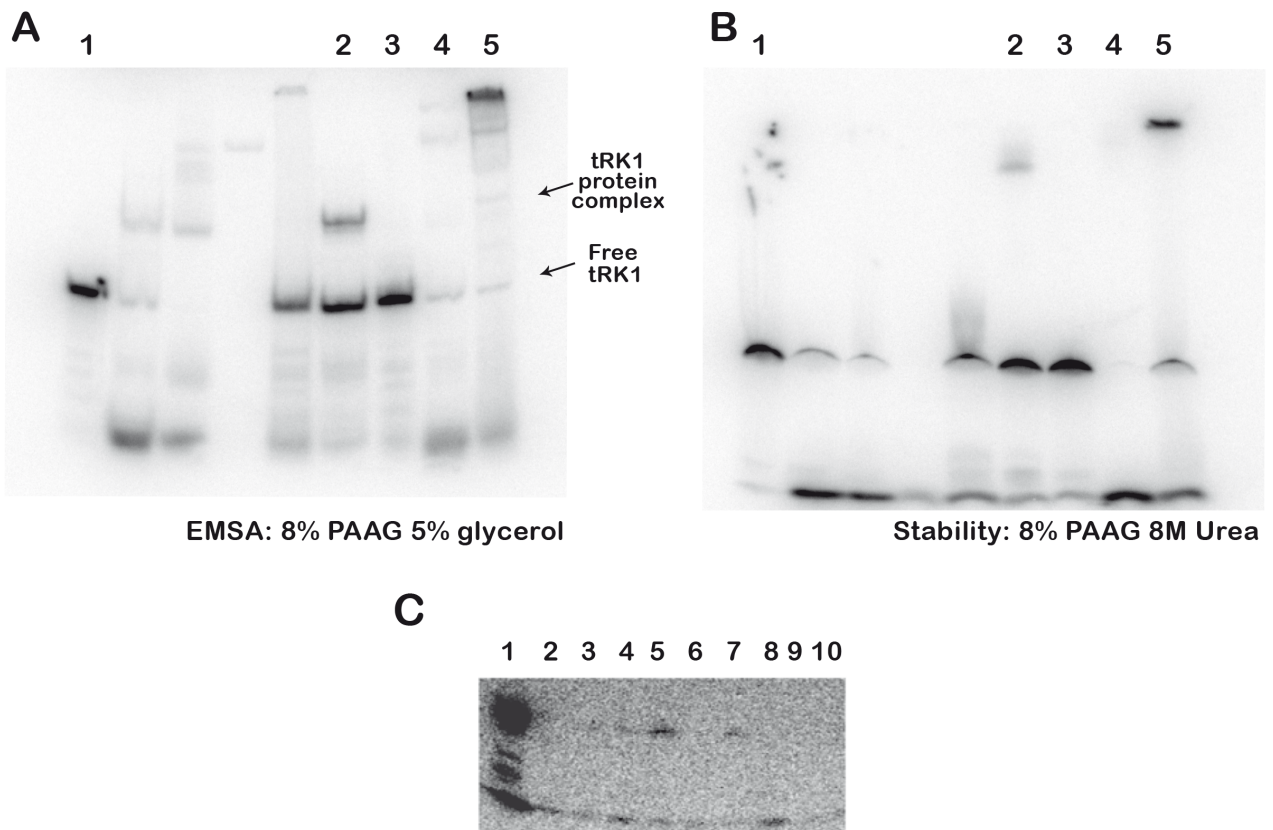 A
1 2 3 4 5
tRK1
protein
complex
Free
tRK1
EMSA: 8% PAAG 5% glycerol
B
1 2 3 4 5
Stability: 8% PAAG 8M Urea
C
1 2 3 4 5 6 7 8 9 10